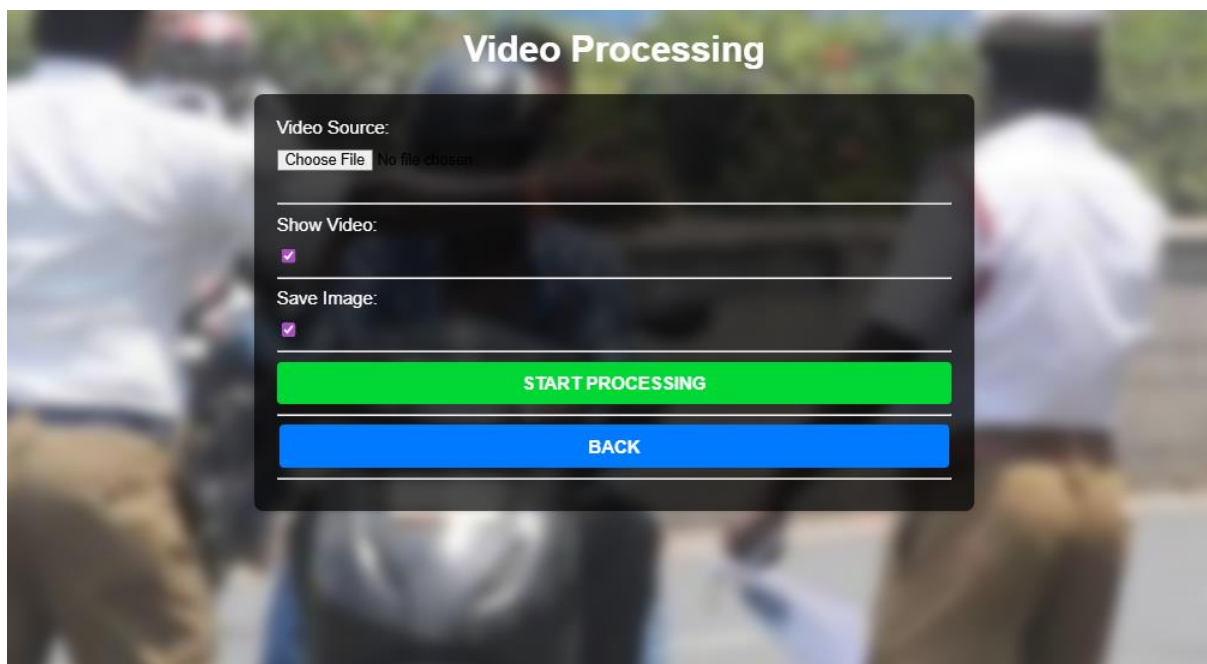 Video Processing
Video Source:
Choose File No file chosen
Show Video:
Save Image:
START PROCESSING
BACK